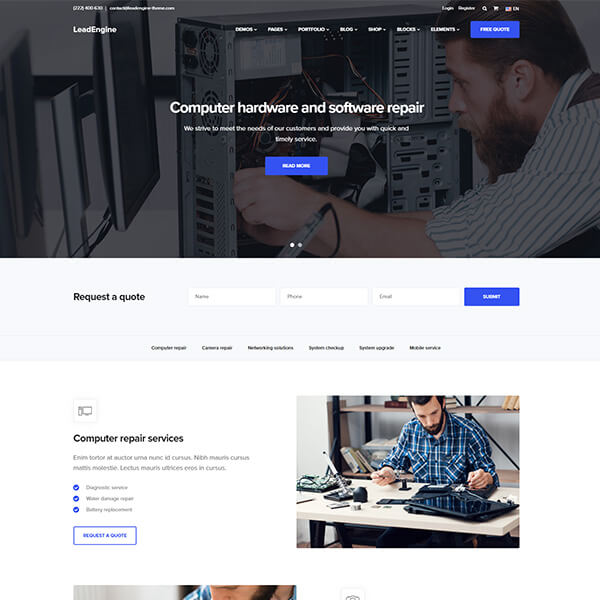 (222) 400-630 | contact@leadengine-theme.com Login Register EN
LeadEngine DEMOS PAGES PORTFOLIO BLOG SHOP BLOCKS ELEMENTS FREE QUOTE
Computer hardware and software repair
We strive to meet the needs of our customers and provide you with quick and
timely service.
READ MORE
Request a quote Name Phone Email SUBMIT
Computer repair Camera repair Networking solutions System checkup System upgrade Mobile service
Computer repair services
Enim tortor at auctor urna nunc id cursus. Nibh mauris cursus
mattis molestie. Lectus mauris ultrices eros in cursus.
Diagnostic service
Water damage repair
Battery replacement
REQUEST A QUOTE